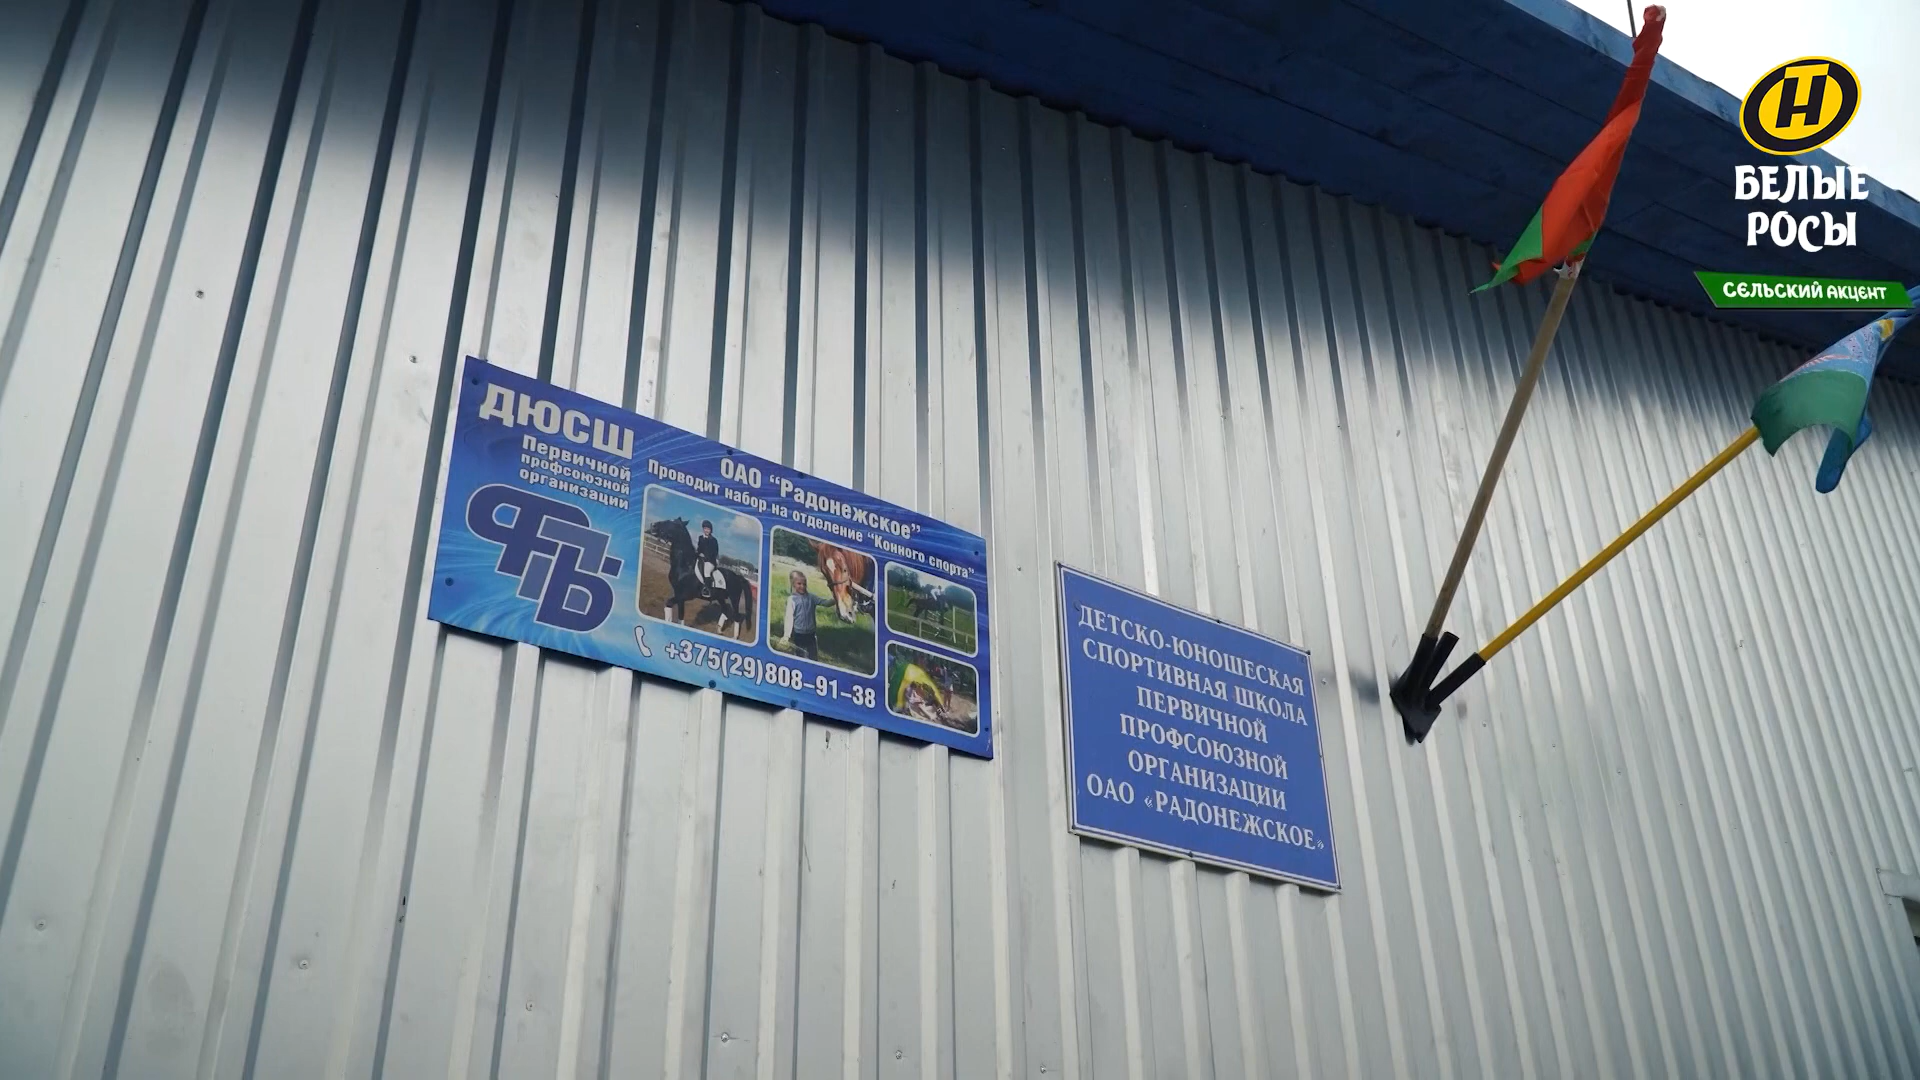 ДЮСШ
Первичной
профсоюзной
организации
ФПБ
ОАО “Радонежское”
Проводит набор на отделение “Конного спорта”
+375(29)808-91-38
ДЕТСКО-ЮНОШЕСКАЯ
СПОРТИВНАЯ ШКОЛА
ПЕРВИЧНОЙ
ПРОФСОЮЗНОЙ
ОРГАНИЗАЦИИ
ОАО «РАДОНЕЖСКОЕ»
ОНТ
БЕЛЫЕ
РОСЫ
СЕЛЬСКИЙ АКЦЕНТ